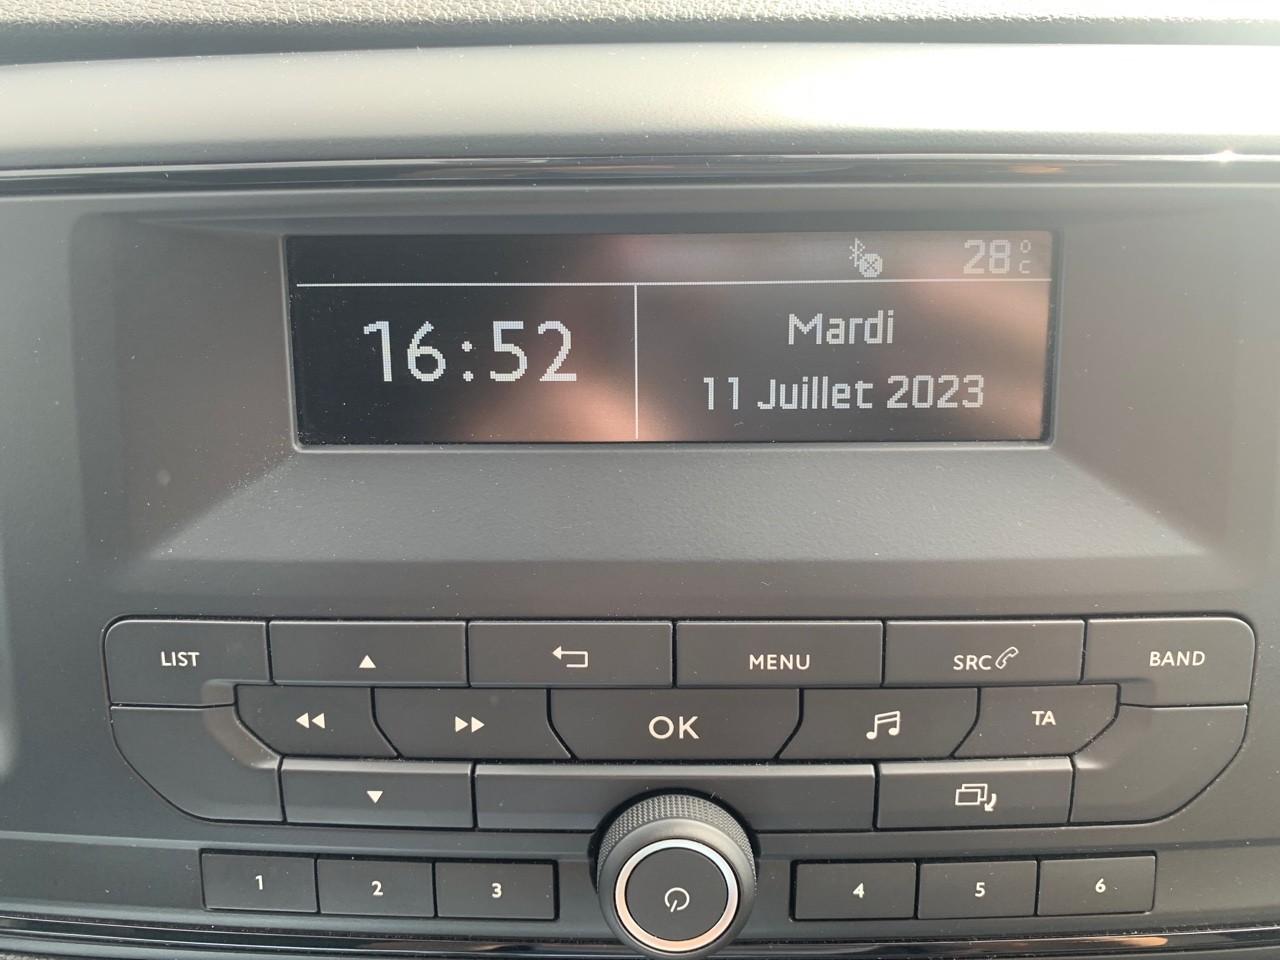 28°C
16:52
Mardi
11 Juillet 2023
LIST
MENU
SRC
BAND
OK
TA
1
2
3
4
5
6